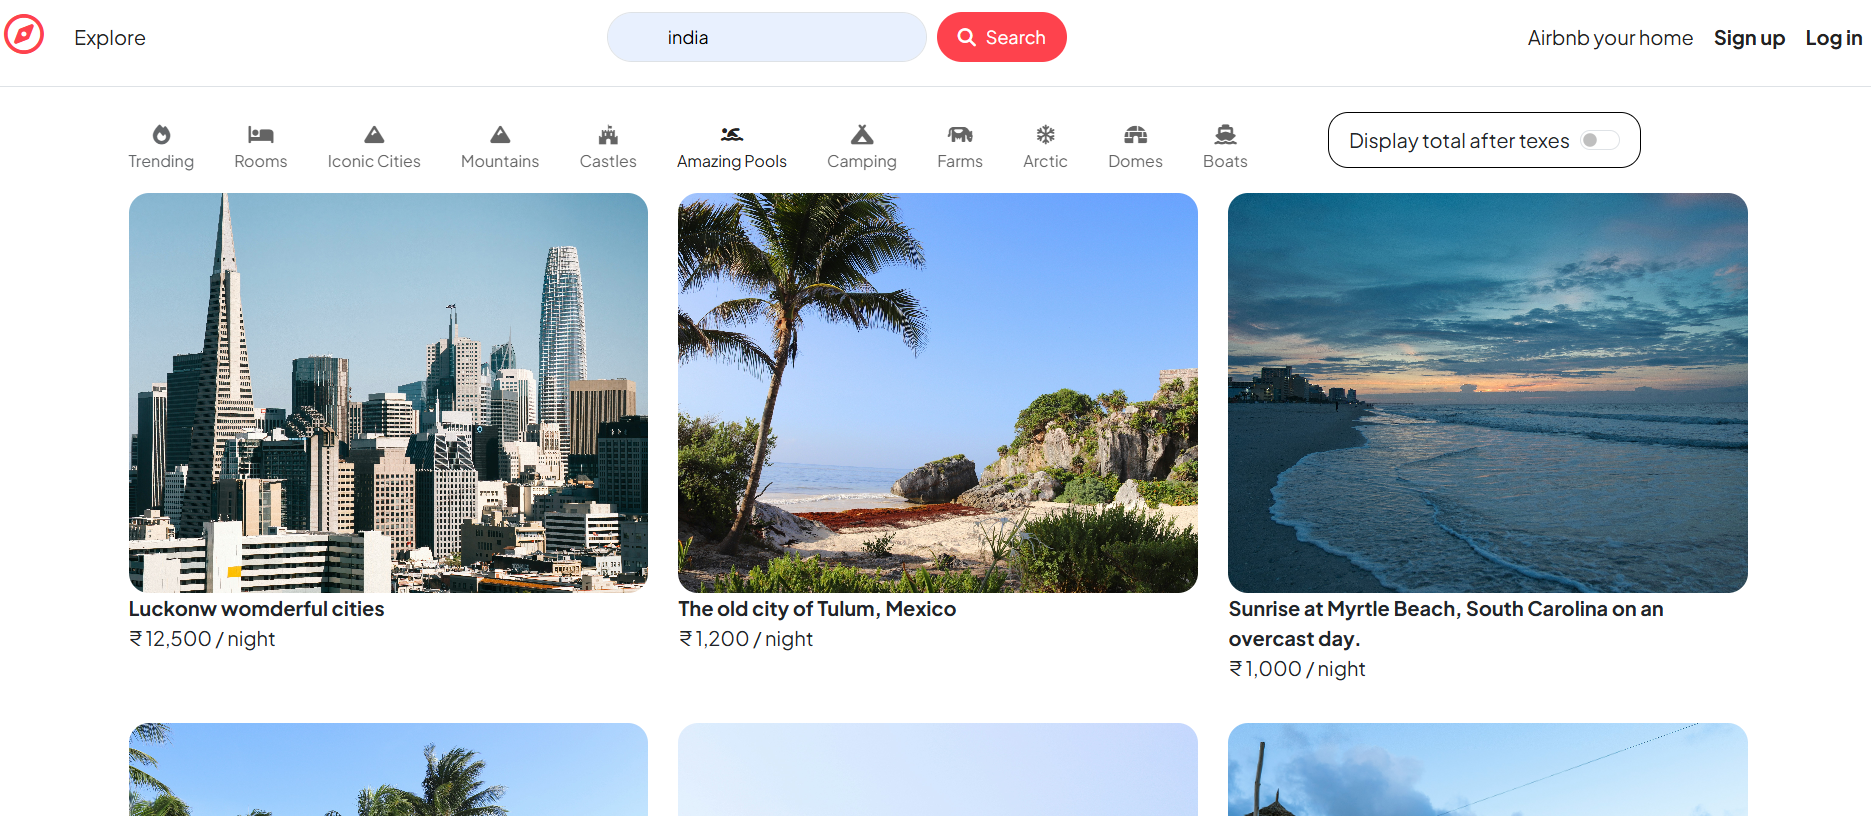 Explore
india
Search
Airbnb your home
Sign up
Log in
Trending
Rooms
Iconic Cities
Mountains
Castles
Amazing Pools
Camping
Farms
Arctic
Domes
Boats
Display total after texes
Luckonw womderful cities
₹12,500 / night
The old city of Tulum, Mexico
₹1,200 / night
Sunrise at Myrtle Beach, South Carolina on an
overcast day.
₹1,000 / night